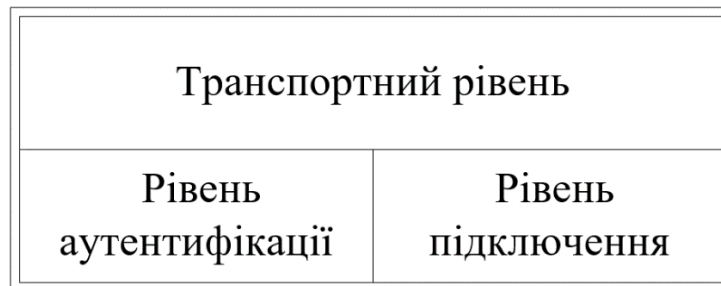 Транспортний рівень
Рівень
аутентифікації
Рівень
підключення